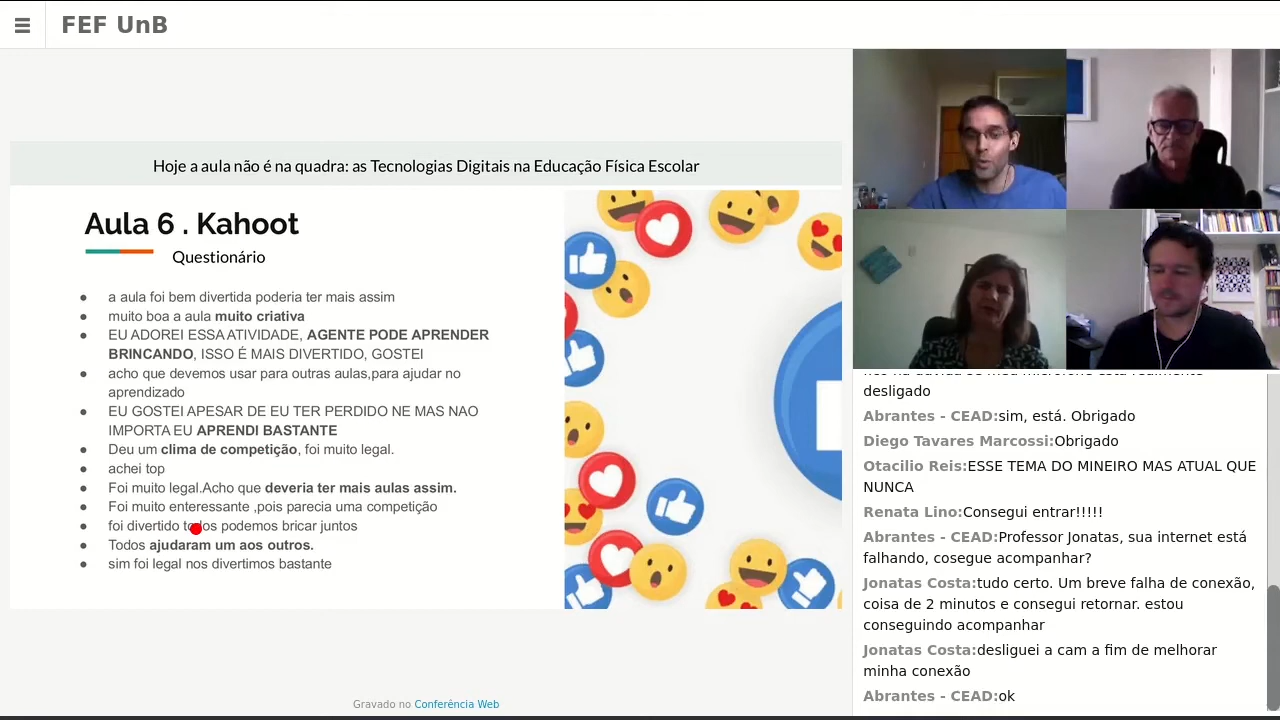 FEF UnB
Hoje a aula não é na quadra: as Tecnologias Digitais na Educação Física Escolar
Aula 6 . Kahoot
Questionário
● a aula foi bem divertida poderia ter mais assim
● muito boa a aula muito criativa
● EU ADOREI ESSA ATIVIDADE, AGENTE PODE APRENDER
BRINCANDO, ISSO É MAIS DIVERTIDO, GOSTEI
● acho que devemos usar para outras aulas,para ajudar no
aprendizado
● EU GOSTEI APESAR DE EU TER PERDIDO NE MAS NAO
IMPORTA EU APRENDI BASTANTE
● Deu um clima de competição, foi muito legal.
● achei top
● Foi muito legal.Acho que deveria ter mais aulas assim.
● Foi muito enteressante ,pois parecia uma competição
● foi divertido todos podemos bricar juntos
● Todos ajudaram um aos outros.
● sim foi legal nos divertimos bastante
Gravado no Conferência Web
desligado
Abrantes - CEAD:sim, está. Obrigado
Diego Tavares Marcossi:Obrigado
Otacilio Reis:ESSE TEMA DO MINEIRO MAS ATUAL QUE
NUNCA
Renata Lino:Consegui entrar!!!!!
Abrantes - CEAD:Professor Jonatas, sua internet está
falhando, cosegue acompanhar?
Jonatas Costa:tudo certo. Um breve falha de conexão,
coisa de 2 minutos e consegui retornar. estou
conseguindo acompanhar
Jonatas Costa:desliguei a cam a fim de melhorar
minha conexão
Abrantes - CEAD:ok